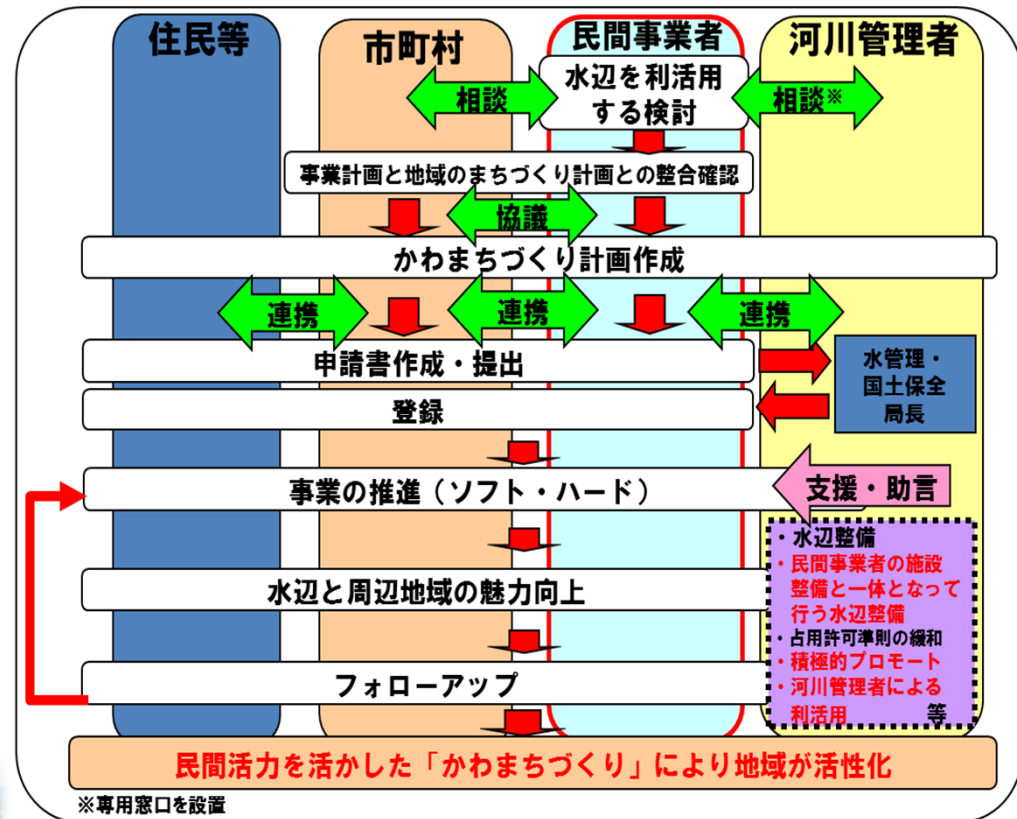 住民等
市町村
民間事業者
河川管理者
水辺を利活用
する検討
相談
相談※
事業計画と地域のまちづくり計画との整合確認
協議
かわまちづくり計画作成
連携
連携
連携
申請書作成・提出
水管理・
国土保全
局長
登録
事業の推進(ソフト・ハード)
支援・助言
・水辺整備
・民間事業者の施設
整備と一体となって
行う水辺整備
・占用許可準則の緩和
・積極的プロモート
・河川管理者による
利活用 等
水辺と周辺地域の魅力向上
フォローアップ
民間活力を活かした「かわまちづくり」により地域が活性化
※専用窓口を設置